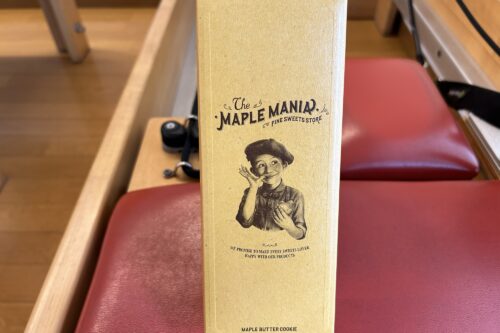 The
MAPLE MANIA
FINE SWEETS STORE
WE PROMISE TO MAKE EVERY SWEETS LOVER
HAPPY WITH OUR PRODUCTS
MAPLE BUTTER COOKIE